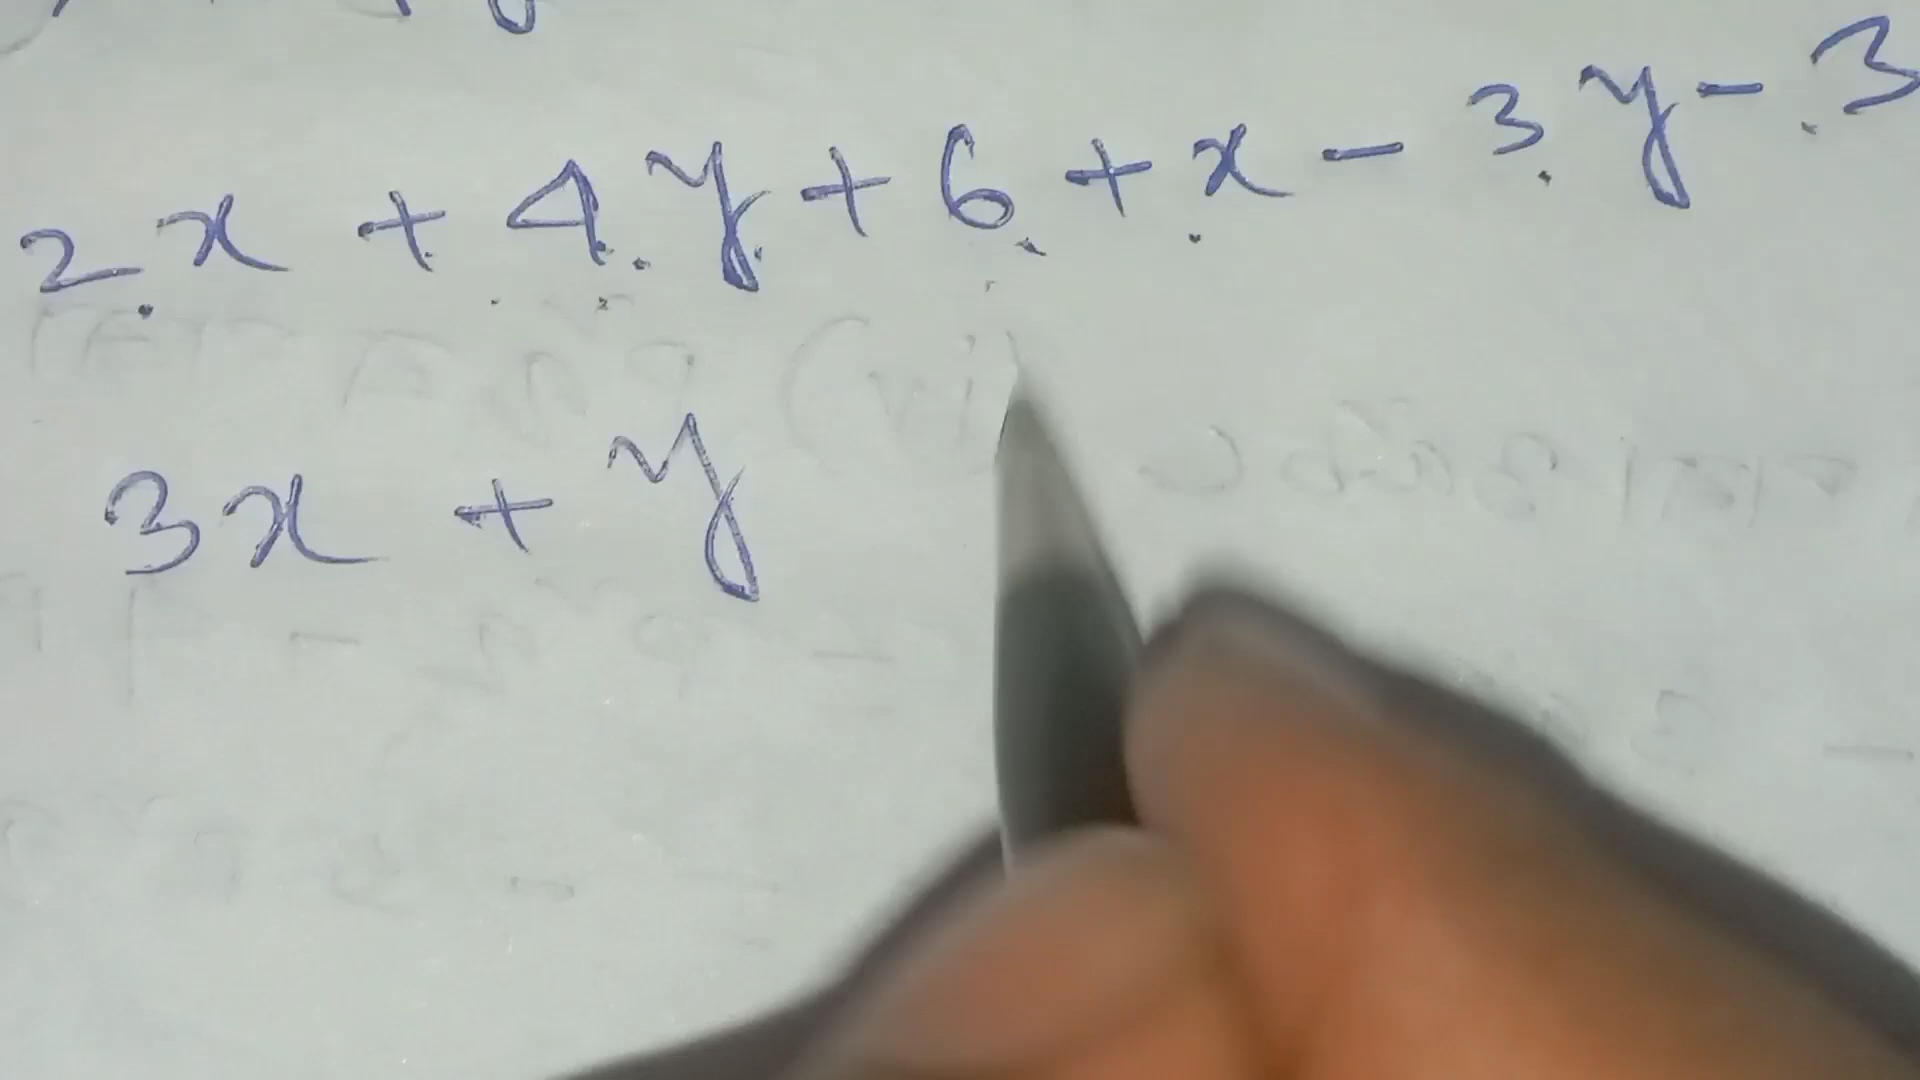 2x + 4y + 6 + x - 3y - 3
3x + y